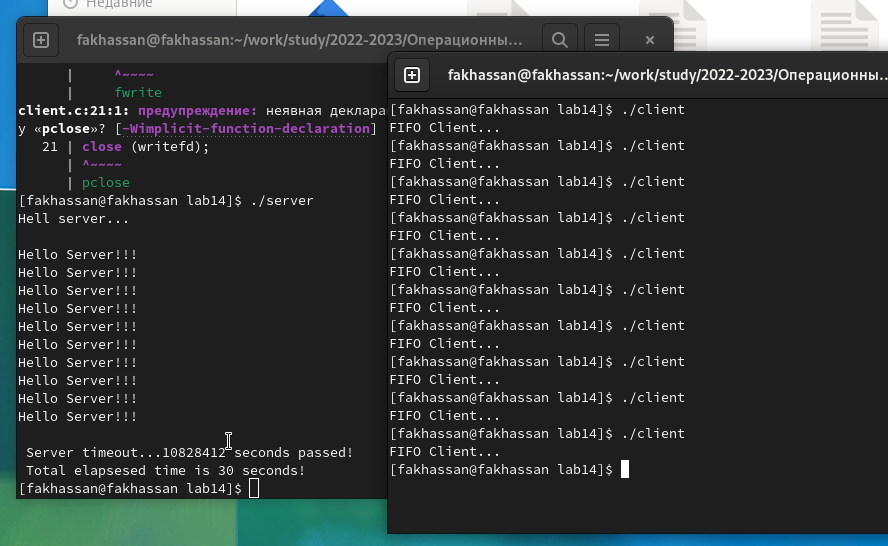 Недавние
fakhassan@fakhassan:~/work/study/2022-2023/Операционны...
| ^~~~~
| fwrite
client.c:21:1: предупреждение: неявная деклара
у «pclose»? [-Wimplicit-function-declaration]
21 | close (writefd);
| ^~~~~
| pclose
[fakhassan@fakhassan lab14]$ ./server
Hell server...
Hello Server!!!
Hello Server!!!
Hello Server!!!
Hello Server!!!
Hello Server!!!
Hello Server!!!
Hello Server!!!
Hello Server!!!
Hello Server!!!
Hello Server!!!
Server timeout...10828412 seconds passed!
Total elapsesed time is 30 seconds!
[fakhassan@fakhassan lab14]$
fakhassan@fakhassan:~/work/study/2022-2023/Операционны...
[fakhassan@fakhassan lab14]$ ./client
FIFO Client...
[fakhassan@fakhassan lab14]$ ./client
FIFO Client...
[fakhassan@fakhassan lab14]$ ./client
FIFO Client...
[fakhassan@fakhassan lab14]$ ./client
FIFO Client...
[fakhassan@fakhassan lab14]$ ./client
FIFO Client...
[fakhassan@fakhassan lab14]$ ./client
FIFO Client...
[fakhassan@fakhassan lab14]$ ./client
FIFO Client...
[fakhassan@fakhassan lab14]$ ./client
FIFO Client...
[fakhassan@fakhassan lab14]$ ./client
FIFO Client...
[fakhassan@fakhassan lab14]$ ./client
FIFO Client...
[fakhassan@fakhassan lab14]$